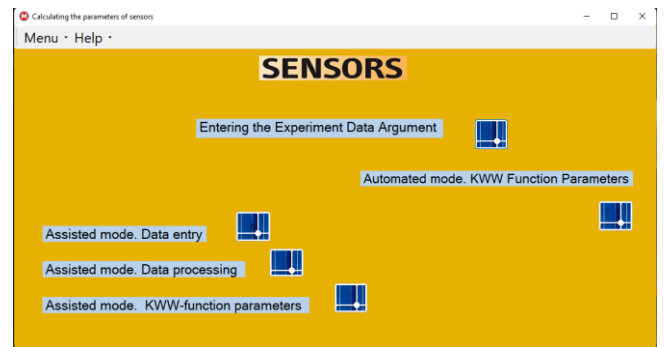 Calculating the parameters of sensors
Menu Help
SENSORS
Entering the Experiment Data Argument
Automated mode. KWW Function Parameters
Assisted mode. Data entry
Assisted mode. Data processing
Assisted mode. KWW-function parameters